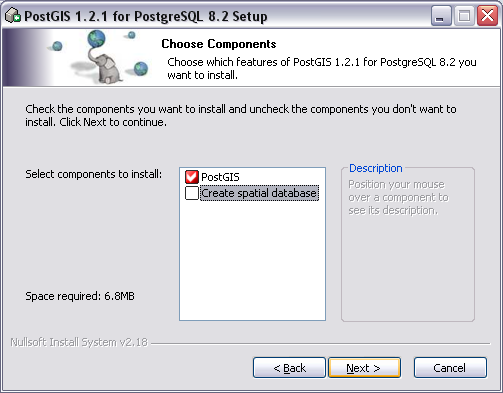 PostGIS 1.2.1 for PostgreSQL 8.2 Setup
Choose Components
Choose which features of PostGIS 1.2.1 for PostgreSQL 8.2 you
want to install.
Check the components you want to install and uncheck the components you don't want to
install. Click Next to continue.
Select components to install:
PostGIS
Create spatial database
Description
Position your mouse
over a component to
see its description.
Space required: 6.8MB
Nullsoft Install System v2.18
< Back
Next >
Cancel